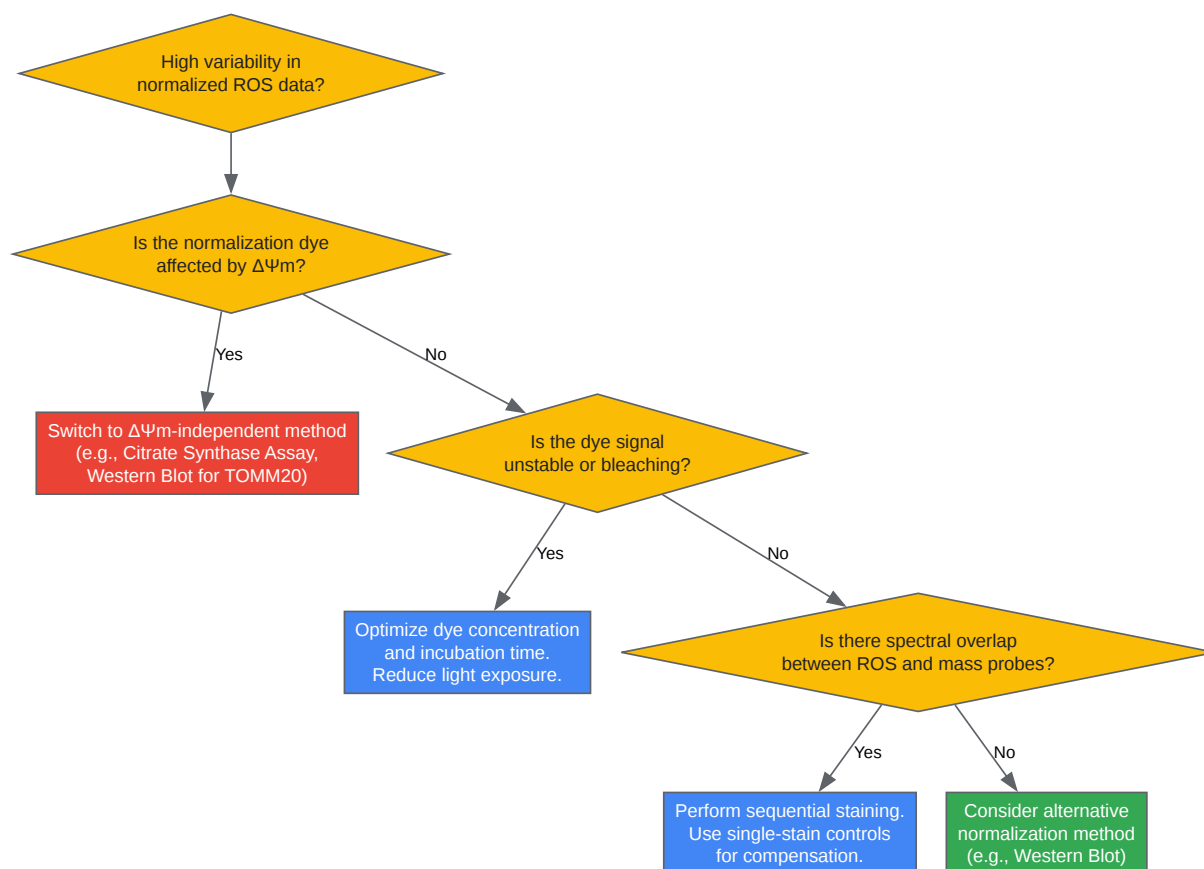 High variability in
normalized ROS data?
Is the normalization dye
affected by ΔΨm?
Yes
No
Switch to ΔΨm-independent method
(e.g., Citrate Synthase Assay,
Western Blot for TOMM20)
Is the dye signal
unstable or bleaching?
Yes
No
Optimize dye concentration
and incubation time.
Reduce light exposure.
Is there spectral overlap
between ROS and mass probes?
Yes
No
Perform sequential staining.
Use single-stain controls
for compensation.
Consider alternative
normalization method
(e.g., Western Blot)